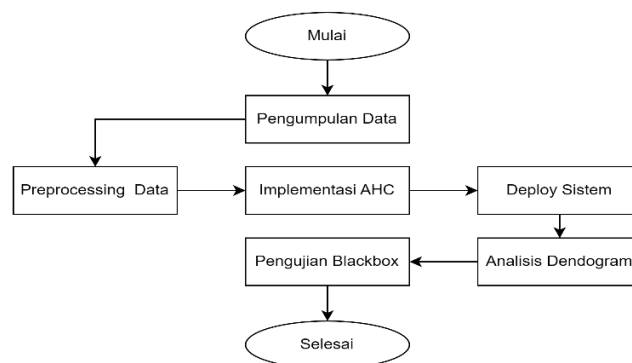 Mulai
Pengumpulan Data
Preprocessing Data
Implementasi AHC
Deploy Sistem
Analisis Dendogram
Pengujian Blackbox
Selesai